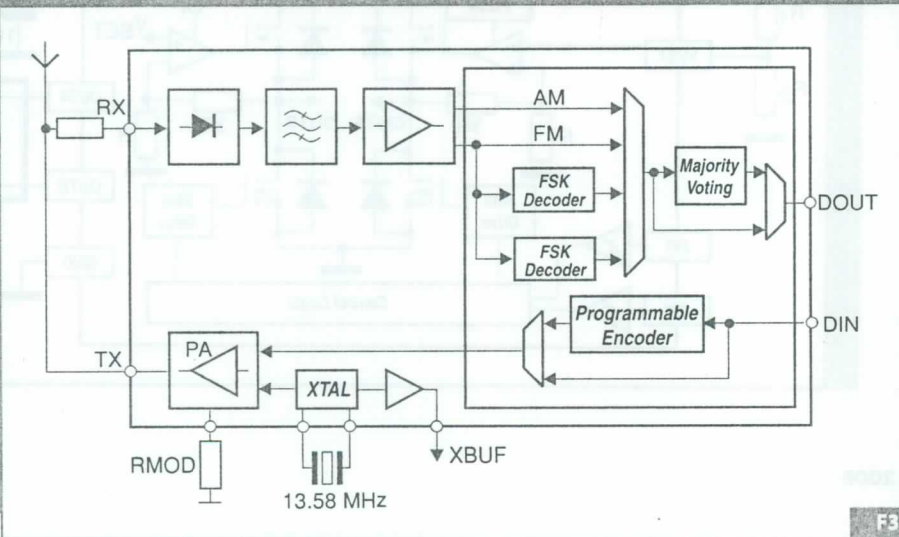 RX
AM
FM
FSK
Decoder
FSK
Decoder
Majority
Voting
DOUT
Programmable
Encoder
DIN
TX
PA
XTAL
RMOD
XBUF
13.58 MHz
F3